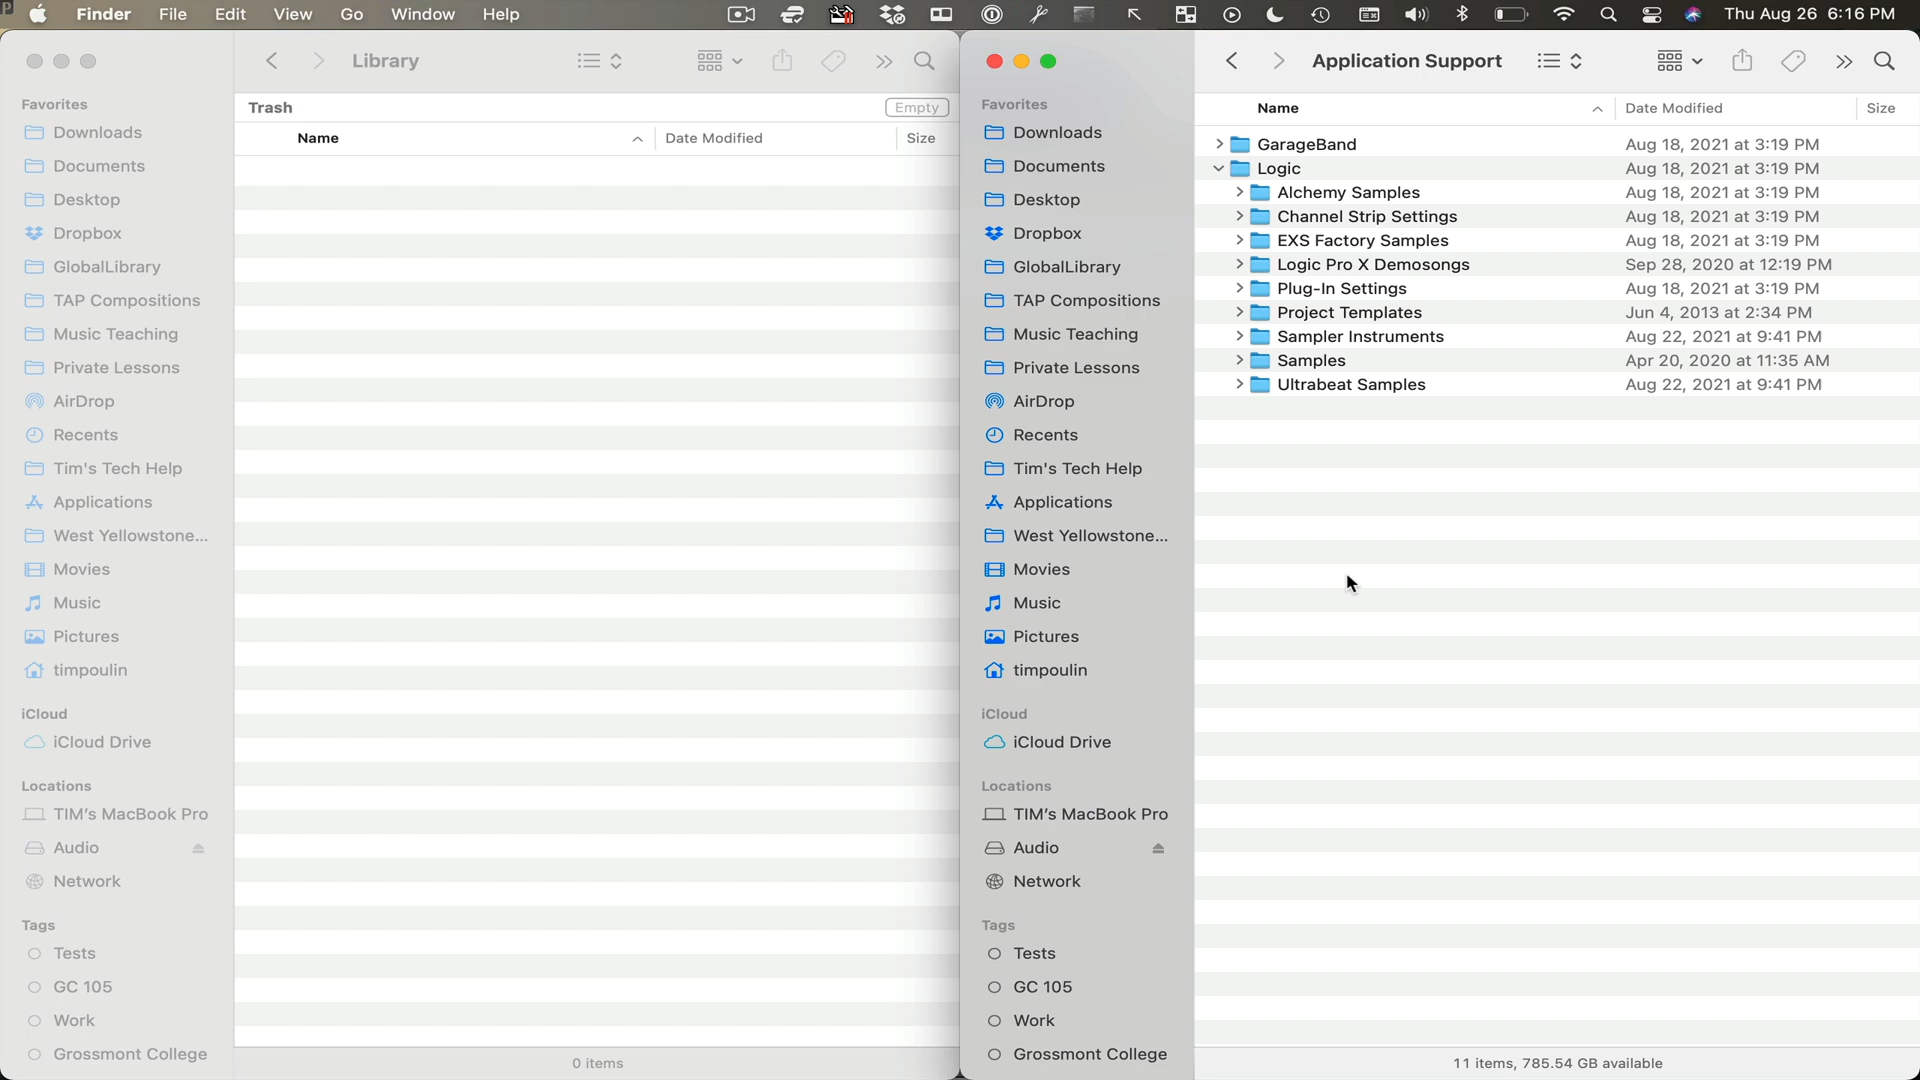 Finder File Edit View Go Window Help Thu Aug 26 6:16 PM
Library
Favorites
Downloads
Documents
Desktop
Dropbox
GlobalLibrary
TAP Compositions
Music Teaching
Private Lessons
AirDrop
Recents
Tim's Tech Help
Applications
West Yellowstone...
Movies
Music
Pictures
timpoulin
iCloud
iCloud Drive
Locations
TIM's MacBook Pro
Audio
Network
Tags
Tests
GC 105
Work
Grossmont College
Trash Empty
Name Date Modified Size
0 items
Application Support
Favorites
Downloads
Documents
Desktop
Dropbox
GlobalLibrary
TAP Compositions
Music Teaching
Private Lessons
AirDrop
Recents
Tim's Tech Help
Applications
West Yellowstone...
Movies
Music
Pictures
timpoulin
iCloud
iCloud Drive
Locations
TIM's MacBook Pro
Audio
Network
Tags
Tests
GC 105
Work
Grossmont College
Name Date Modified Size
GarageBand Aug 18, 2021 at 3:19 PM
Logic Aug 18, 2021 at 3:19 PM
Alchemy Samples Aug 18, 2021 at 3:19 PM
Channel Strip Settings Aug 18, 2021 at 3:19 PM
EXS Factory Samples Aug 18, 2021 at 3:19 PM
Logic Pro X Demosongs Sep 28, 2020 at 12:19 PM
Plug-In Settings Aug 18, 2021 at 3:19 PM
Project Templates Jun 4, 2013 at 2:34 PM
Sampler Instruments Aug 22, 2021 at 9:41 PM
Samples Apr 20, 2020 at 11:35 AM
Ultrabeat Samples Aug 22, 2021 at 9:41 PM
11 items, 785.54 GB available